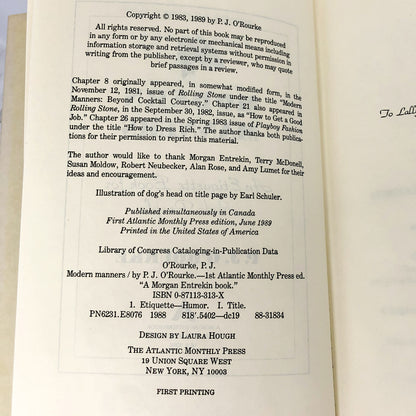 Copyright © 1983, 1989 by P. J. O'Rourke
All rights reserved. No part of this book may be reproduced
in any form or by any electronic or mechanical means including
information storage and retrieval systems without permission in
writing from the publisher, except by a reviewer, who may quote
brief passages in a review.
Chapter 8 originally appeared, in somewhat modified form, in the
November 12, 1981, issue of Rolling Stone under the title "Modern
Manners: Beyond Cocktail Courtesy." Chapter 21 also appeared in
Rolling Stone, in the September 30, 1982, issue, as "How to Get a Good
Job." Chapter 26 appeared in the Spring 1983 issue of Playboy Fashion
under the title "How to Dress Rich." The author thanks both publica-
tions for their permission to reprint this material.
The author would like to thank Morgan Entrekin, Terry McDonell,
Susan Moldow, Robert Neubecker, Alan Rose, and Amy Lumet for their
ideas and encouragement.
Illustration of dog's head on title page by Earl Schuler.
Published simultaneously in Canada
First Atlantic Monthly Press edition, June 1989
Printed in the United States of America
Library of Congress Cataloging-in-Publication Data
O'Rourke, P. J.
Modern manners / by P. J. O'Rourke.—1st Atlantic Monthly Press ed.
"A Morgan Entrekin book."
ISBN 0-87113-313-X
1. Etiquette—Humor. I. Title.
PN6231.E8076 1988 818'.5402—dc19 88-31834
DESIGN BY LAURA HOUGH
THE ATLANTIC MONTHLY PRESS
19 UNION SQUARE WEST
NEW YORK, NY 10003
FIRST PRINTING
To Lally